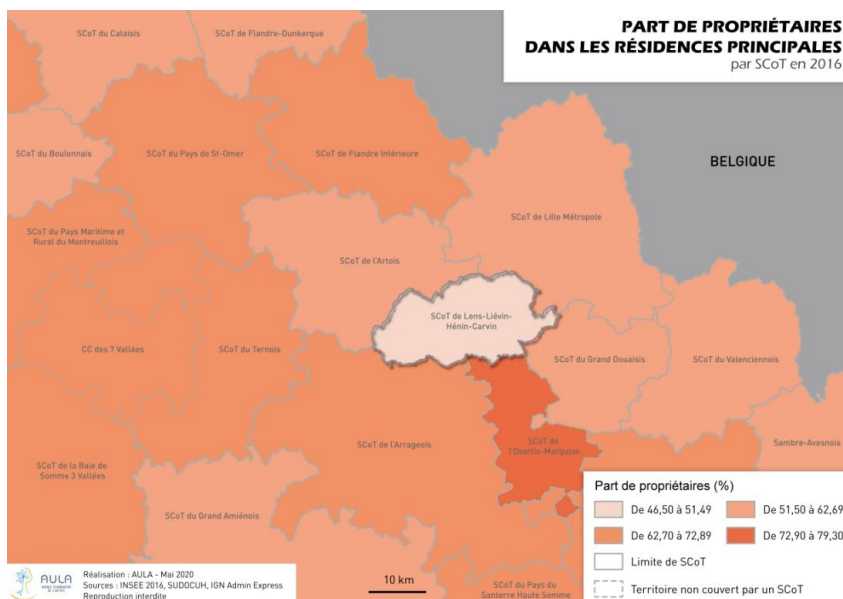 PART DE PROPRIÉTAIRES
DANS LES RÉSIDENCES PRINCIPALES
par SCoT en 2016
SCoT du Calaisis
SCoT de Flandre-Dunkerque
SCoT du Boulonnais
SCoT du Pays de St-Omer
SCoT de Flandre Intérieure
BELGIQUE
SCoT de Lille Métropole
SCoT du Pays Maritime et
Rural du Montreuillois
SCoT de l'Artois
SCoT de Lens-Liévin-
Hénin-Carvin
CC des 7 Vallées
SCoT du Ternois
SCoT du Grand Douaisis
SCoT du Valenciennois
SCoT de l'Arrageois
SCoT de
l'Osartis-Marquion
Sambre-Avesnois
SCoT de la Baie de
Somme 3 Vallées
SCoT du Grand Amiénois
SCoT du Pays du
Santerre Haute Somme
Part de propriétaires (%)
De 46,50 à 51,49
De 51,50 à 62,69
De 62,70 à 72,89
De 72,90 à 79,30
Limite de SCoT
Territoire non couvert par un SCoT
AULA
Réalisation : AULA - Mai 2020
Sources : INSEE 2016, SUDOCUH, IGN Admin Express
Reproduction interdite
10 km